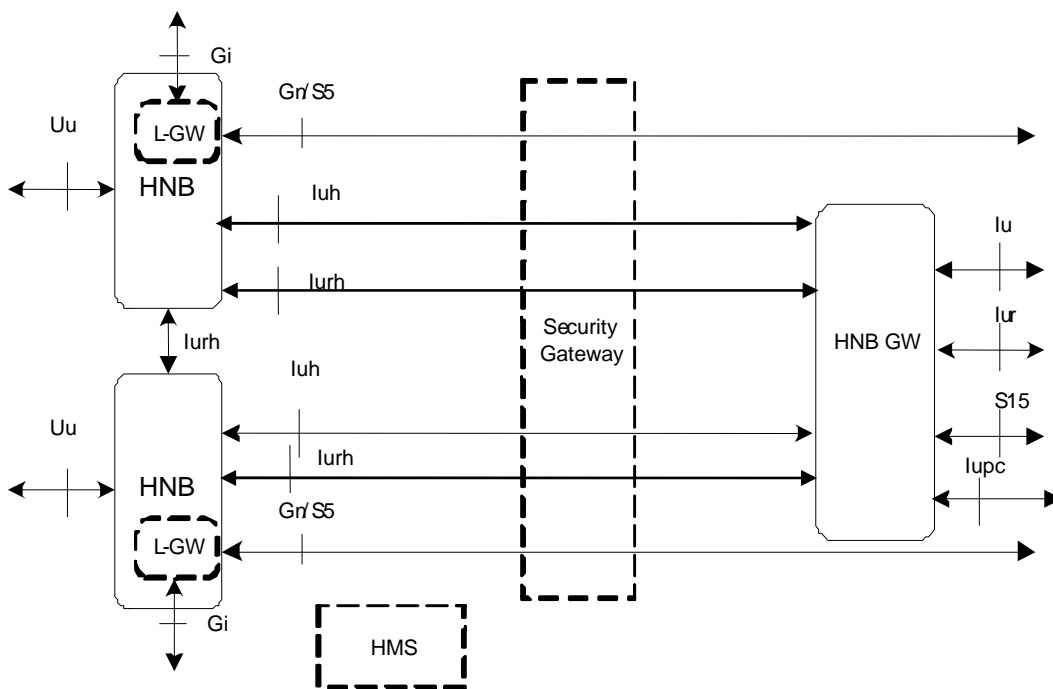 Gi
Gn/S5
Uu
L-GW
HNB
Iuh
Iu
Iurh
Security
Gateway
Iur
HNB GW
Iurh
Iuh
S15
Uu
Iurh
Iupc
HNB
Gn/S5
L-GW
Gi
HMS